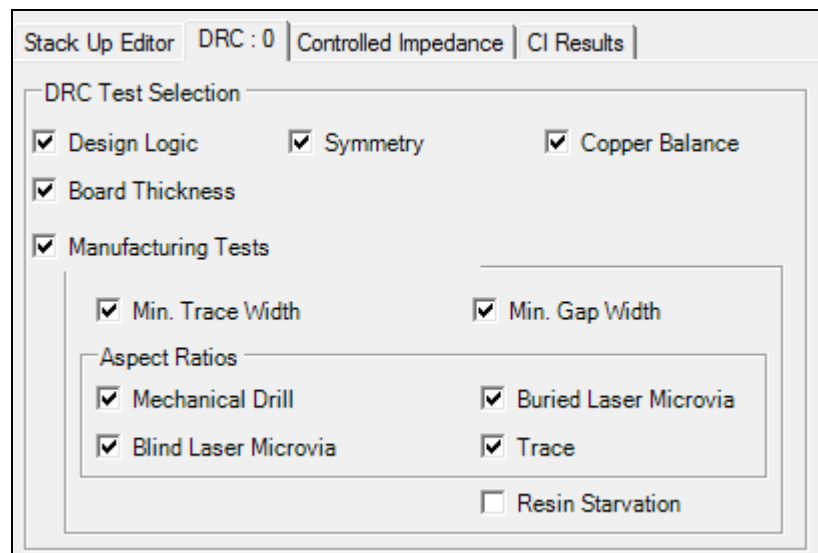 Stack Up Editor DRC : 0 Controlled Impedance CI Results
DRC Test Selection
Design Logic Symmetry Copper Balance
Board Thickness
Manufacturing Tests
Min. Trace Width Min. Gap Width
Aspect Ratios
Mechanical Drill Buried Laser Microvia
Blind Laser Microvia Trace
Resin Starvation